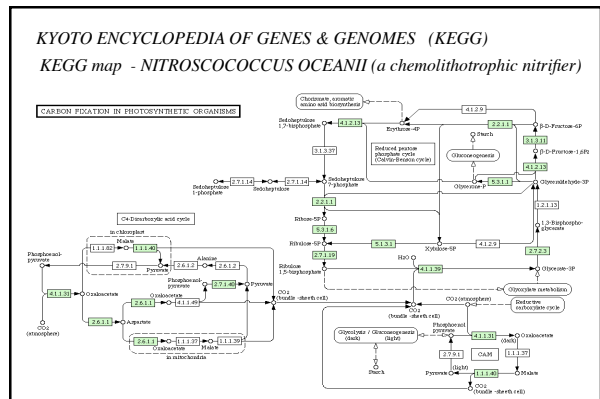 KYOTO ENCYCLOPEDIA OF GENES & GENOMES (KEGG)
KEGG map - NITROSCOCOCCUS OCEANII (a chemolithotrophic nitrifier)
CARBON FIXATION IN PHOTOSYNTHETIC ORGANISMS
Chorismate, aromatic
amino acid biosynthesis
4.1.2.9
Sedoheptulose
1,7-bisphosphate
4.1.2.13
Erythrose-4P
2.2.1.1
β-D-Fructose-6P
Starch
3.1.3.11
3.1.3.37
Reduced pentose
phosphate cycle
(Calvin-Benson cycle)
Gluconeogenesis
β-D-Fructose-1,6P2
4.1.2.13
2.7.1.14
2.7.1.14
Sedoheptulose
1-phosphate
Sedoheptulose
Sedoheptulose
7-phosphate
Glycerone-P
5.3.1.1
Glyceraldehyde-3P
2.2.1.1
1.2.1.13
Ribose-5P
C4-Dicarboxylic acid cycle
5.3.1.6
1,3-Bisphospho-
glycerate
in chloroplast
Ribulose-5P
5.1.3.1
Xylulose-5P
4.1.2.9
2.7.2.3
Malate
1.1.1.82
1.1.1.40
Phosphoenol-
pyruvate
Alanine
2.7.1.19
H2O
2.7.9.1
Pyruvate
2.6.1.2
2.6.1.2
Ribulose
1,5-bisphosphate
4.1.1.39
Glycerate-3P
Phosphoenol-
pyruvate
2.7.1.40
Pyruvate
Glyoxylate metabolism
4.1.1.31
Oxaloacetate
Oxaloacetate
2.6.1.1
4.1.1.49
CO2
(bundle -sheath cell)
CO2
(bundle -sheath cell)
CO2 (atmosphere)
Reductive
carboxylate cycle
CO2
(atmosphere)
2.6.1.1
Aspartate
Glycolysis / Gluconeogenesis
(dark) (light)
Phosphoenol
pyruvate
4.1.1.31
Oxaloacetate
(dark)
2.6.1.1
1.1.1.37
1.1.1.39
Oxaloacetate
Malate
in mitochondria
2.7.9.1
CAM
1.1.1.37
(light)
Starch
Pyruvate
1.1.1.40
Malate
CO2
(bundle -sheath cell)